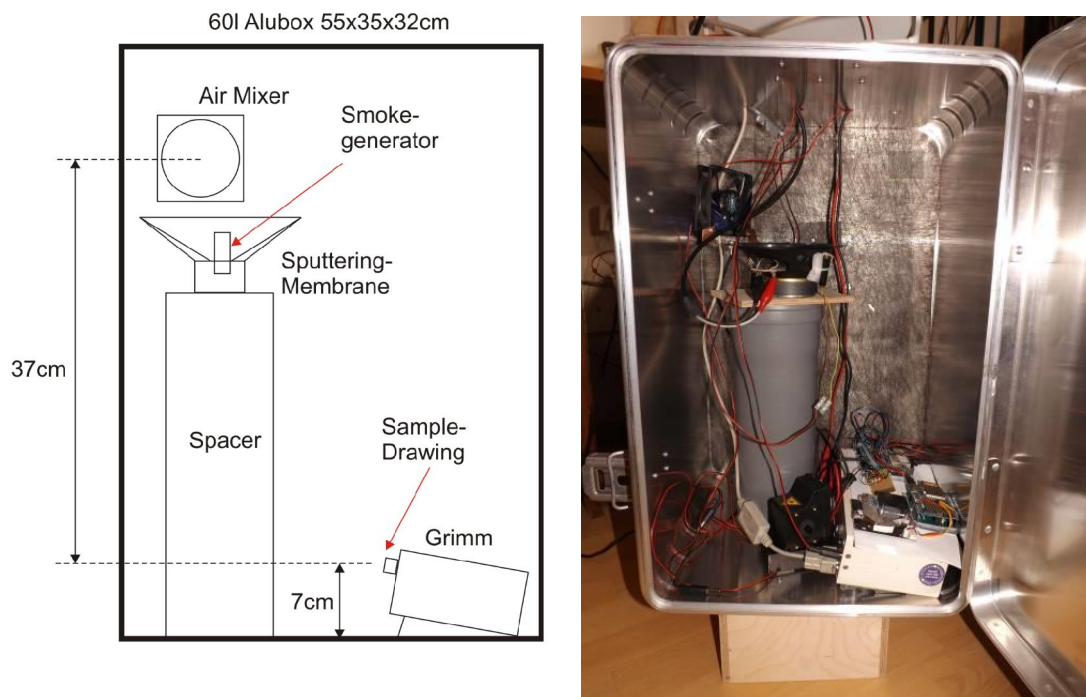 60l Alubox 55x35x32cm
Air Mixer
Smoke-
generator
Sputtering-
Membrane
37cm
Spacer
Sample-
Drawing
Grimm
7cm